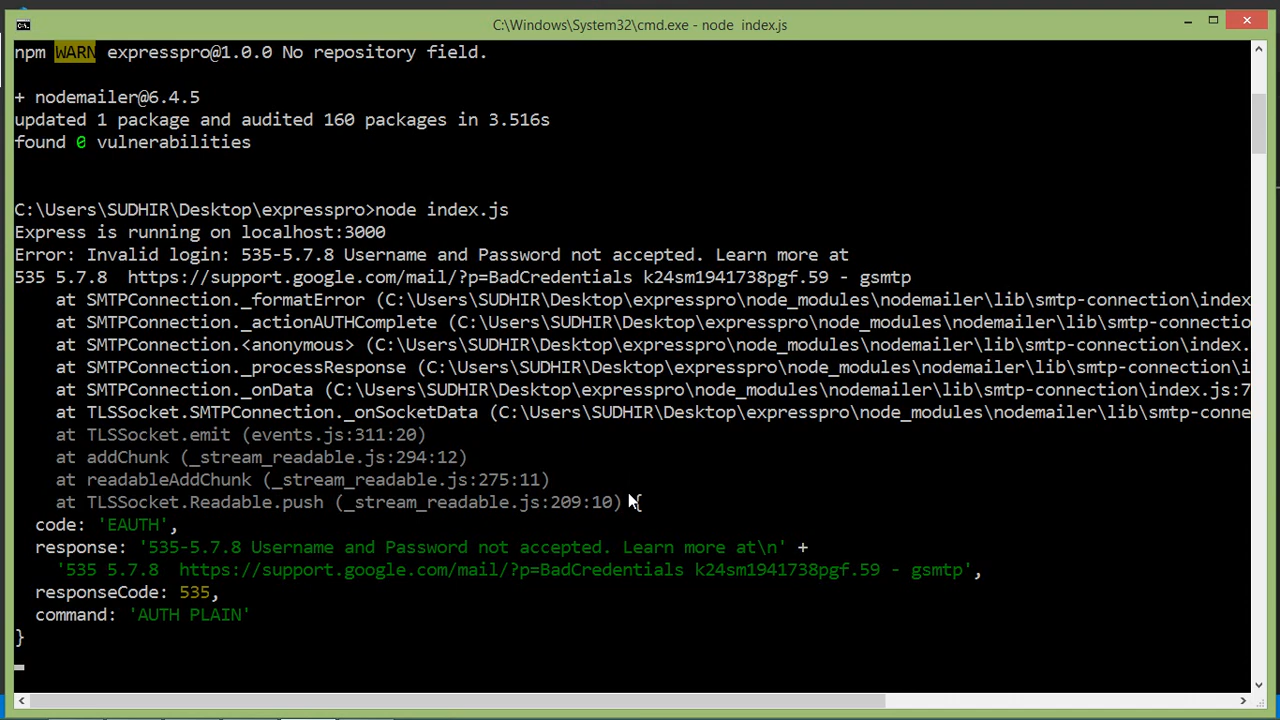 C:\Windows\System32\cmd.exe - node  index.js
npm WARN expresspro@1.0.0 No repository field.
+ nodemailer@6.4.5
updated 1 package and audited 160 packages in 3.516s
found 0 vulnerabilities
C:\Users\SUDHIR\Desktop\expresspro>node index.js
Express is running on localhost:3000
Error: Invalid login: 535-5.7.8 Username and Password not accepted. Learn more at
535 5.7.8  https://support.google.com/mail/?p=BadCredentials k24sm1941738pgf.59 - gsmtp
    at SMTPConnection._formatError (C:\Users\SUDHIR\Desktop\expresspro\node_modules\nodemailer\lib\smtp-connection\index
    at SMTPConnection._actionAUTHComplete (C:\Users\SUDHIR\Desktop\expresspro\node_modules\nodemailer\lib\smtp-connectio
    at SMTPConnection.<anonymous> (C:\Users\SUDHIR\Desktop\expresspro\node_modules\nodemailer\lib\smtp-connection\index.
    at SMTPConnection._processResponse (C:\Users\SUDHIR\Desktop\expresspro\node_modules\nodemailer\lib\smtp-connection\i
    at SMTPConnection._onData (C:\Users\SUDHIR\Desktop\expresspro\node_modules\nodemailer\lib\smtp-connection\index.js:7
    at TLSSocket.SMTPConnection._onSocketData (C:\Users\SUDHIR\Desktop\expresspro\node_modules\nodemailer\lib\smtp-conne
    at TLSSocket.emit (events.js:311:20)
    at addChunk (_stream_readable.js:294:12)
    at readableAddChunk (_stream_readable.js:275:11)
    at TLSSocket.Readable.push (_stream_readable.js:209:10) {
  code: 'EAUTH',
  response: '535-5.7.8 Username and Password not accepted. Learn more at\n' +
    '535 5.7.8  https://support.google.com/mail/?p=BadCredentials k24sm1941738pgf.59 - gsmtp',
  responseCode: 535,
  command: 'AUTH PLAIN'
}